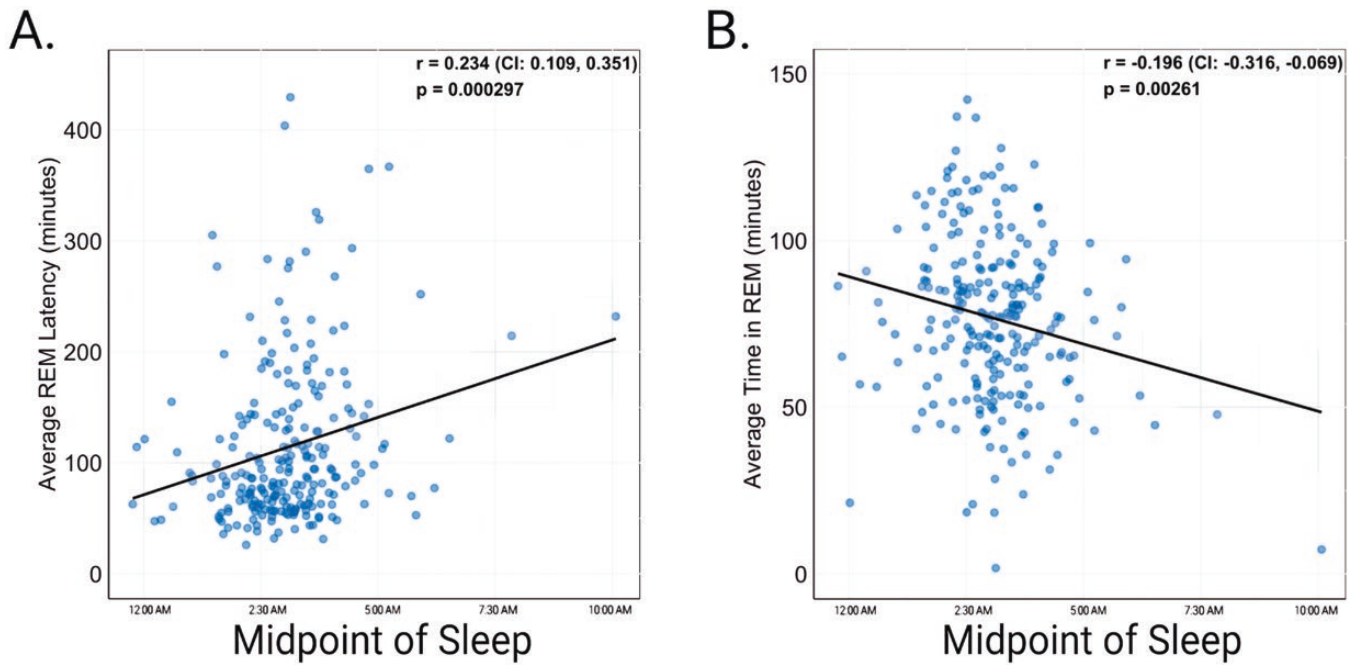 A.
r = 0.234 (CI: 0.109, 0.351)
p = 0.000297
Average REM Latency (minutes)
400
300
200
100
0
12:00 AM 2:30 AM 5:00 AM 7:30 AM 10:00 AM
Midpoint of Sleep
B.
r = -0.196 (CI: -0.316, -0.069)
p = 0.00261
Average Time in REM (minutes)
150
100
50
0
12:00 AM 2:30 AM 5:00 AM 7:30 AM 10:00 AM
Midpoint of Sleep